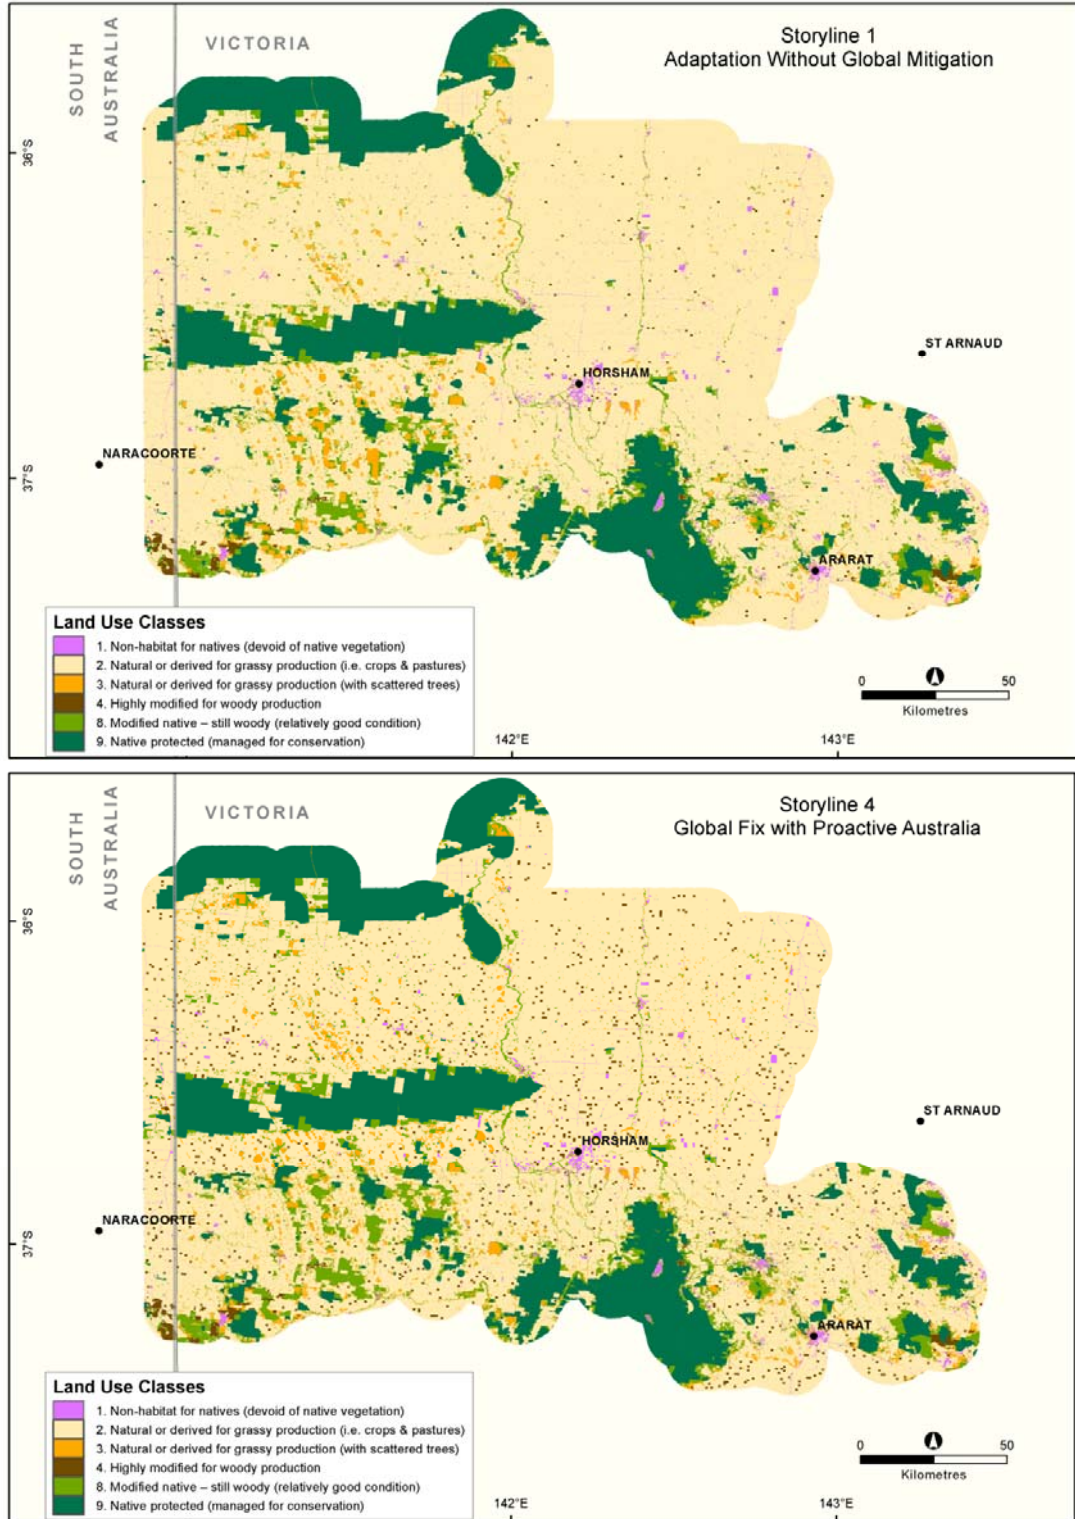 SOUTH
AUSTRALIA
VICTORIA
Storyline 1
Adaptation Without Global Mitigation
36°S
ST ARNAUD
HORSHAM
NARACOORTE
37°S
ARARAT
Land Use Classes
1. Non-habitat for natives (devoid of native vegetation)
2. Natural or derived for grassy production (i.e. crops & pastures)
3. Natural or derived for grassy production (with scattered trees)
4. Highly modified for woody production
8. Modified native – still woody (relatively good condition)
9. Native protected (managed for conservation)
0 50
Kilometres
142°E 143°E
SOUTH
AUSTRALIA
VICTORIA
Storyline 4
Global Fix with Proactive Australia
36°S
ST ARNAUD
HORSHAM
NARACOORTE
37°S
ARARAT
Land Use Classes
1. Non-habitat for natives (devoid of native vegetation)
2. Natural or derived for grassy production (i.e. crops & pastures)
3. Natural or derived for grassy production (with scattered trees)
4. Highly modified for woody production
8. Modified native – still woody (relatively good condition)
9. Native protected (managed for conservation)
0 50
Kilometres
142°E 143°E